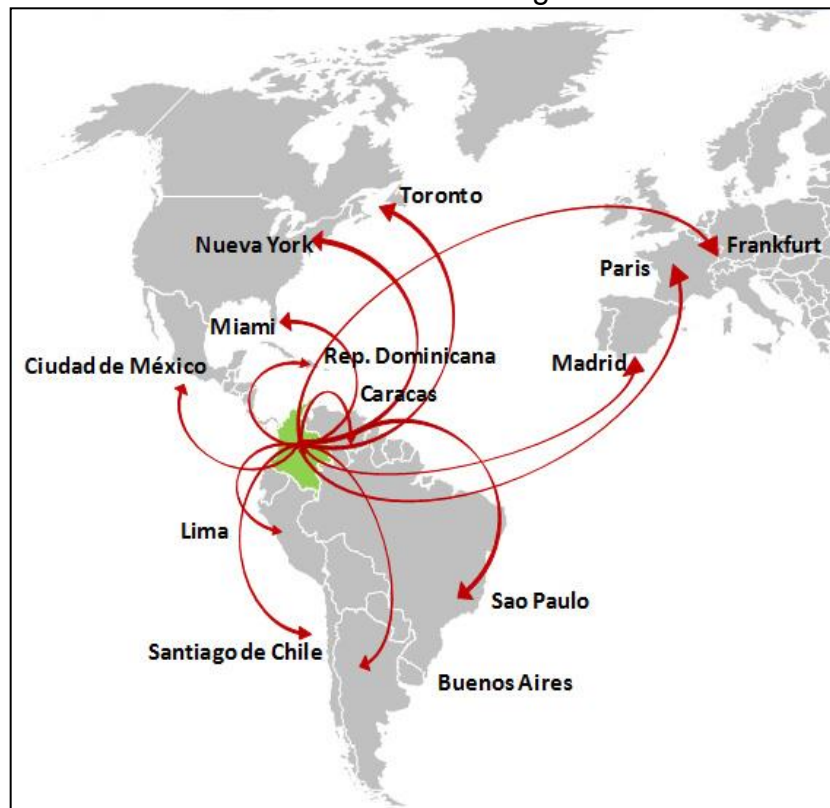 Toronto
Nueva York
Frankfurt
Paris
Miami
Rep. Dominicana
Ciudad de México
Madrid
Caracas
Lima
Sao Paulo
Santiago de Chile
Buenos Aires